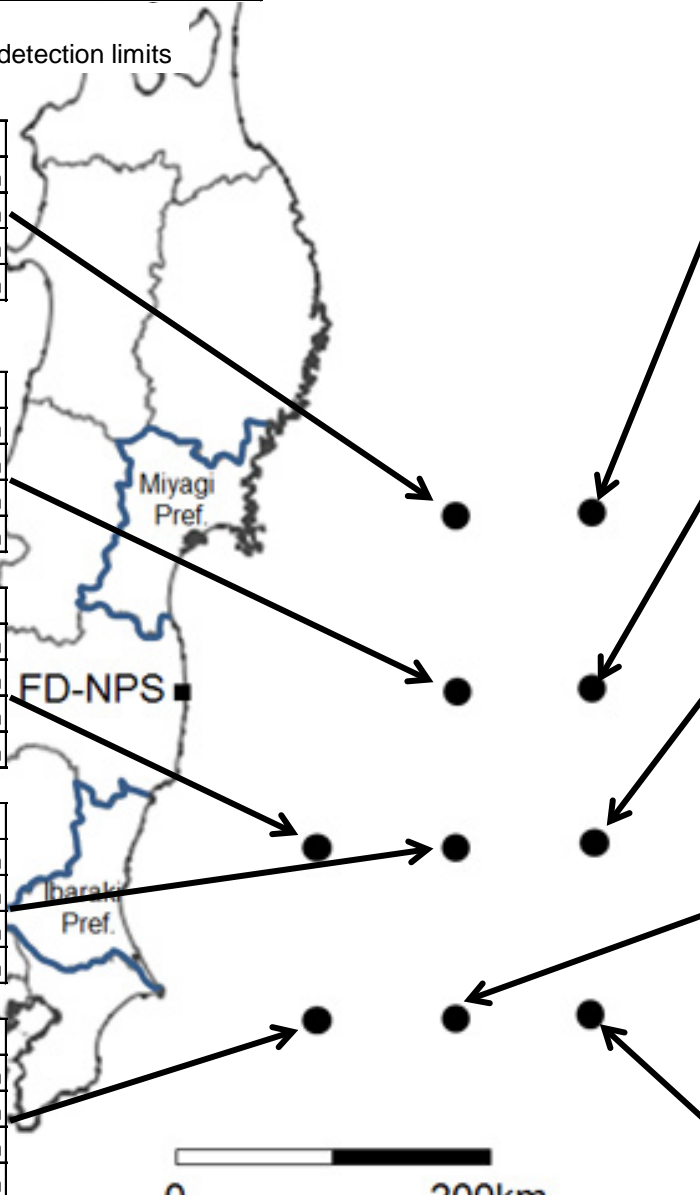 detection limits
Miyagi
Pref.
FD-NPS
Ibaraki
Pref.
0 200km